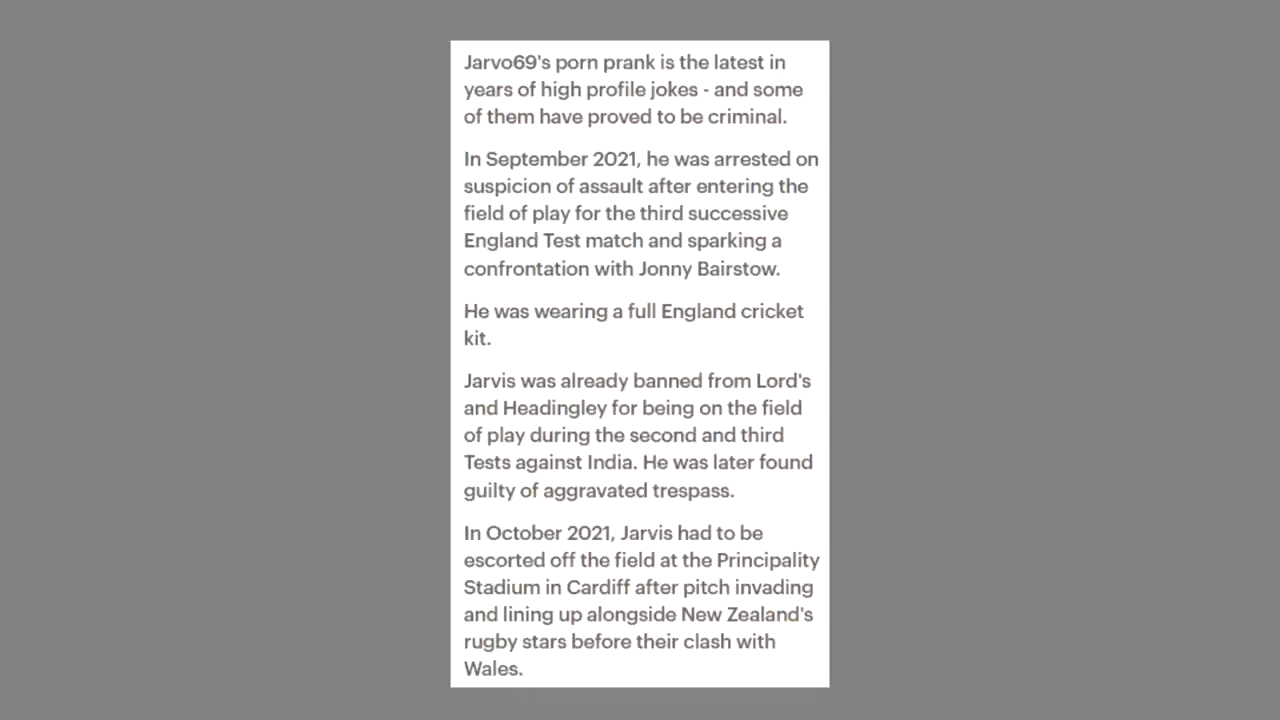 Jarvo69's porn prank is the latest in
years of high profile jokes - and some
of them have proved to be criminal.
In September 2021, he was arrested on
suspicion of assault after entering the
field of play for the third successive
England Test match and sparking a
confrontation with Jonny Bairstow.
He was wearing a full England cricket
kit.
Jarvis was already banned from Lord's
and Headingley for being on the field
of play during the second and third
Tests against India. He was later found
guilty of aggravated trespass.
In October 2021, Jarvis had to be
escorted off the field at the Principality
Stadium in Cardiff after pitch invading
and lining up alongside New Zealand's
rugby stars before their clash with
Wales.